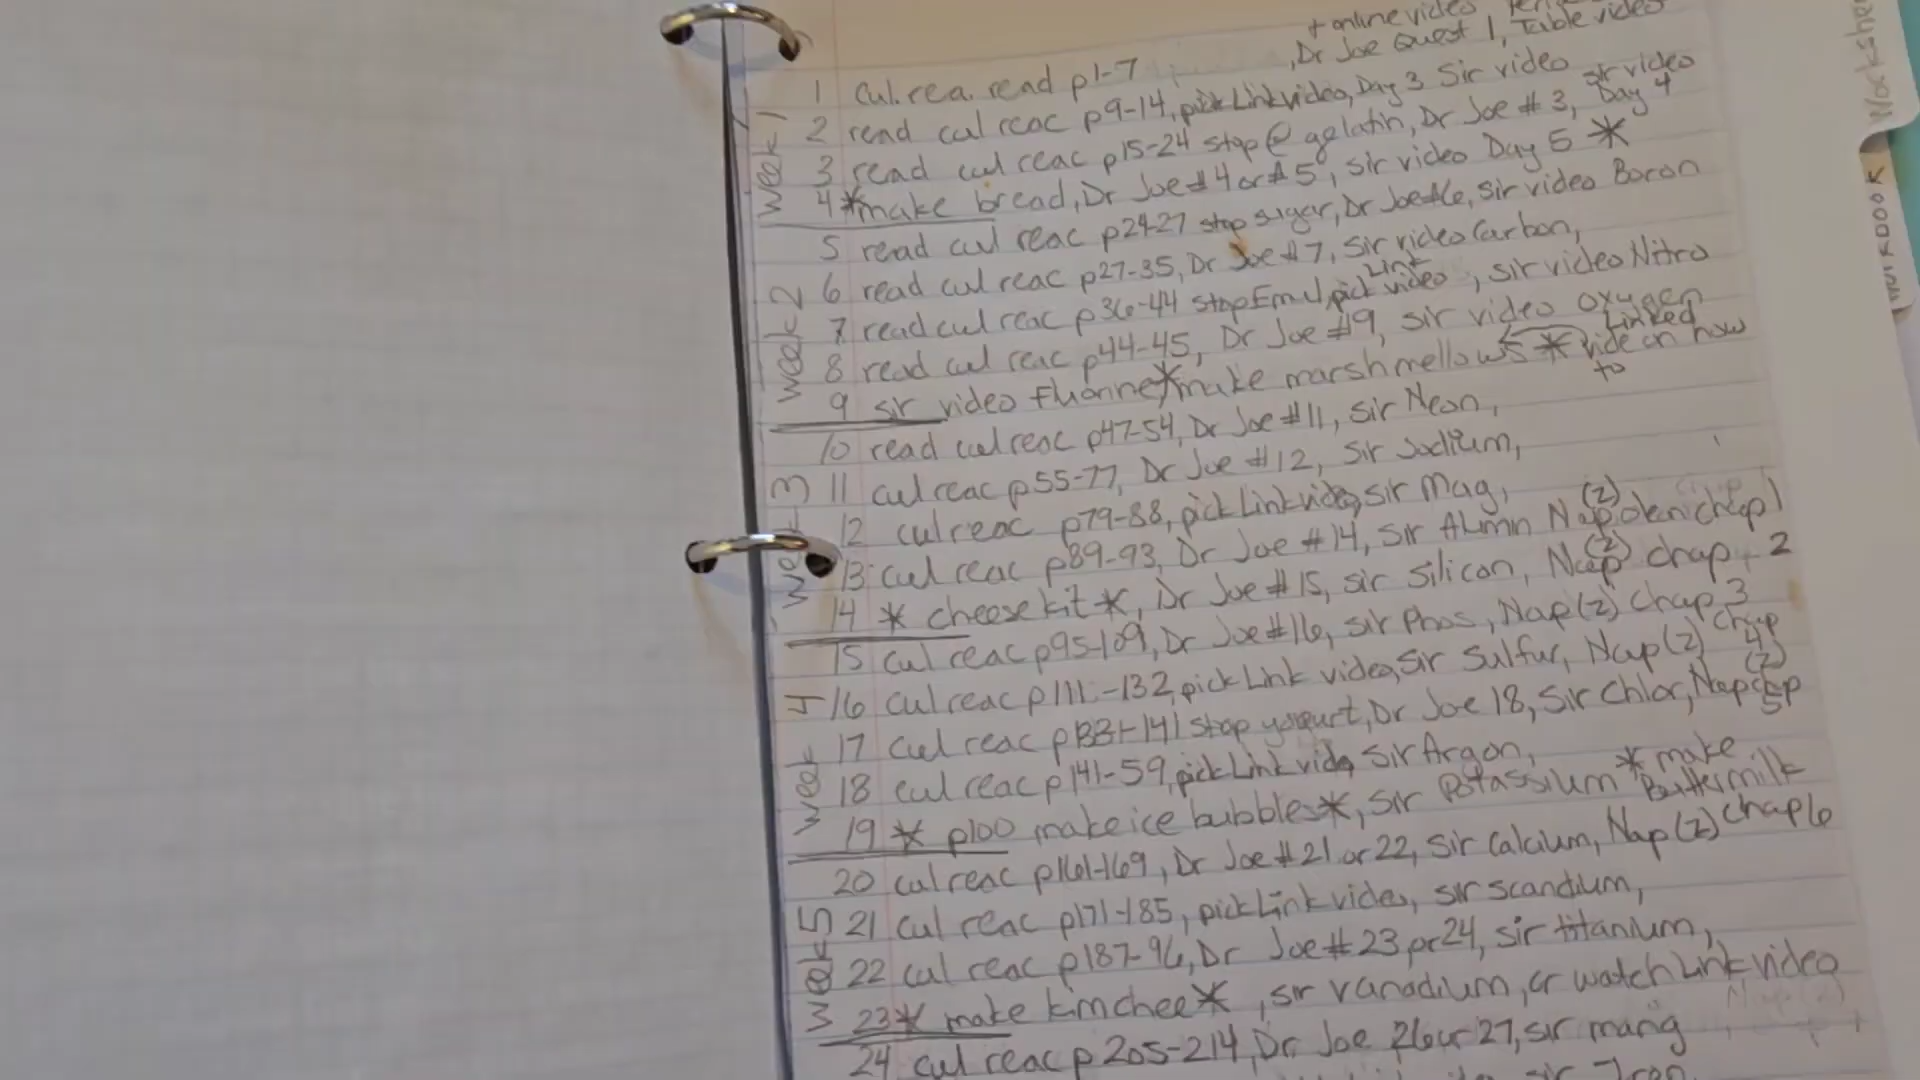 + online video
1 Cul. rea. read p1-7 , Dr Joe Quest 1, Table video
2 read cul reac p9-14, pick Link video, Day 3 Sir video
3 read cul reac p15-24 stop @ gelatin, Dr Joe #3, Sir video Day 4
4 *make bread, Dr Joe #4 or #5, sir video Day 5 *
5 read cul reac p24-27 stop sugar, Dr Joe #6, Sir video Boron
6 read cul reac p27-35, Dr Joe #7, Sir video Carbon,
7 read cul reac p36-44 stop Emul, pick Link video, sir video Nitro
8 read cul reac p44-45, Dr Joe #9, sir video oxygen
9 sir video Fluorine, *make marshmellows * Linked video on how to
10 read cul reac p47-54, Dr Joe #11, sir Neon,
11 cul reac p55-77, Dr Joe #12, Sir Sodium,
12 cul reac p79-88, pick Link video, sir Mag,
13 cul reac p89-93, Dr Joe #14, Sir Alumin Napoleon (2) chap 1
14 * cheese kit *, Dr Joe #15, sir Silicon, Nap (2) chap 2
15 cul reac p95-109, Dr Joe #16, sir Phos, Nap (2) Chap 3
16 cul reac p111-132, pick Link video, Sir Sulfur, Nap (2) chap 4
17 cul reac p133-141 stop yogurt, Dr Joe 18, Sir Chlor, Nap (2) chap 5
18 cul reac p141-59, pick Link video Sir Argon,
19 * p100 make ice bubbles *, Sir Potassium * make Buttermilk
20 cul reac p161-169, Dr Joe #21 or 22, Sir Calcium, Nap (2) chap 6
21 cul reac p171-185, pick Link video, sir scandium,
22 cul reac p187-96, Dr Joe #23 or 24, sir titanium,
23 * make kimchee *, sir vanadium, or watch Link video
24 cul reac p205-214, Dr Joe 26 or 27, sir mang
sir Iron
week 1
week 2
week 3
week 4
week 5
Worksheets
workbook